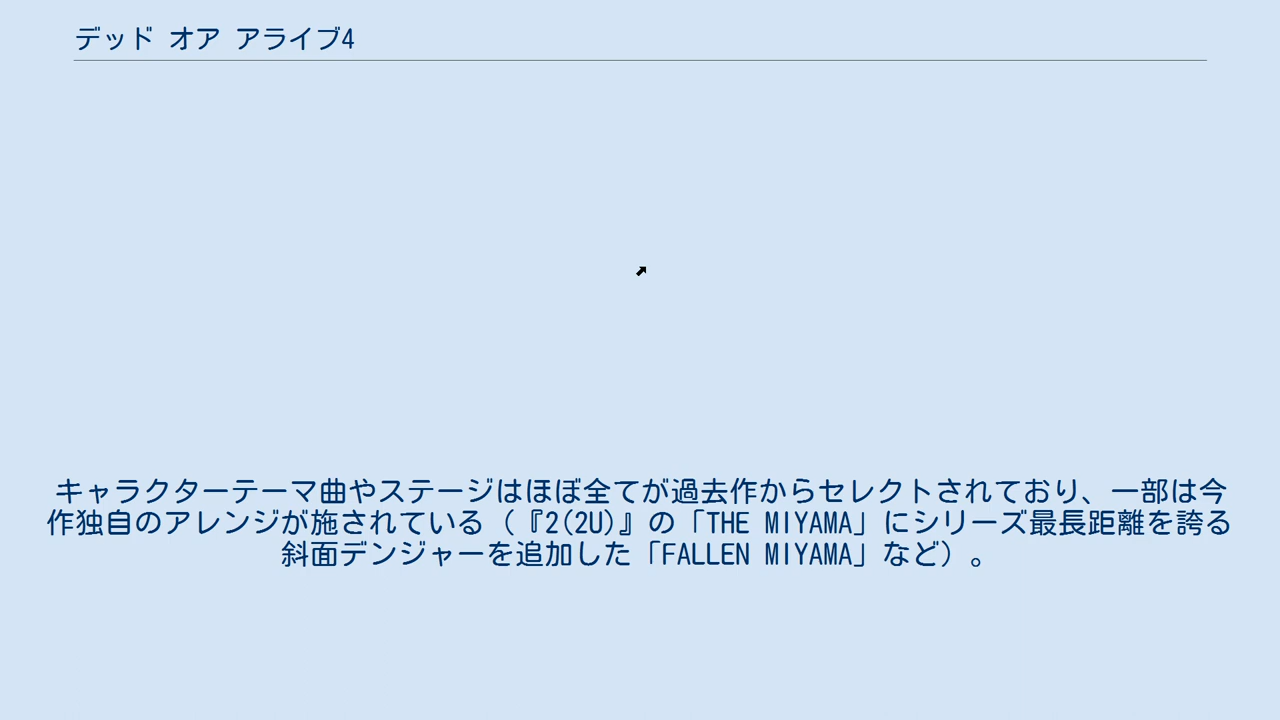 デッド オア アライブ4
キャラクターテーマ曲やステージはほぼ全てが過去作からセレクトされており、一部は今
作独自のアレンジが施されている（『2(2U)』の「THE MIYAMA」にシリーズ最長距離を誇る
斜面デンジャーを追加した「FALLEN MIYAMA」など）。